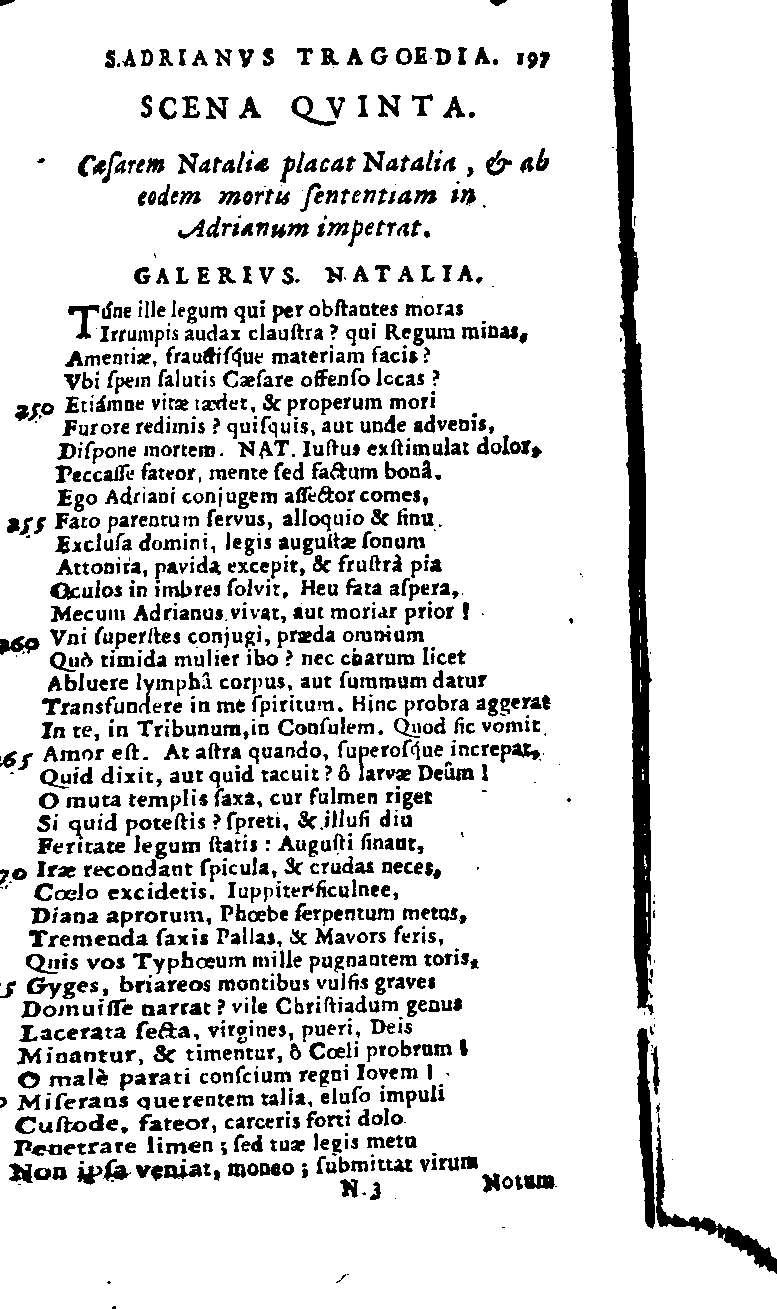 S. ADRIANVS TRAGOEDIA. 197
SCENA QVINTA.
Cæſarem Nataliæ placat Natalia, & ab
eodem mortis ſententiam in
Adrianum impetrat.
GALERIVS. NATALIA.
Túne ille legum qui per obſtantes moras
Irrumpis audax clauſtra? qui Regum minas,
Amentiæ, frauſiſque materiam facis?
Vbi ſpem ſalutis Cæſare offenſo locas?
250 Etiámne vitæ tædet, & properum mori
Furore redimis? quiſquis, aut unde advenis,
Diſpone mortem. NAT. Iuſtus exſtimulat dolor,
Peccaſſe fateor, mente ſed factum bonâ.
Ego Adriani conjugem aſſector comes,
255 Fato parentum ſervus, alloquio & ſinu
Excluſa domini, legis auguſtæ ſonum
Attonita, pavida excepit, & fruſtrà pia
Oculos in imbres ſolvit. Heu fata aſpera,
Mecum Adrianus vivat, aut moriar prior!
260 Vni ſuperſtes conjugi, præda omnium
Quò timida mulier ibo? nec charum licet
Abluere lymphâ corpus, aut ſummum datur
Transfundere in me ſpiritum. Hinc probra aggerat
In te, in Tribunum, in Conſulem. Quod ſic vomit
265 Amor eſt. At aſtra quando, ſuperoſq́ue increpat,
Quid dixit, aut quid tacuit? ô larvæ Deûm!
O muta templis ſaxa, cur fulmen riget
Si quid poteſtis? ſpreti, & illuſi diu
Feritate legum ſtatis: Auguſti ſinant,
70 Iræ recondant ſpicula, & crudas neces,
Cœlo excidetis. Iuppiter ficulnee,
Diana aprorum, Phœbe ſerpentum metus,
Tremenda ſaxis Pallas, & Mavors feris,
Quis vos Typhœum mille pugnantem toris,
5 Gyges, briareos montibus vulſis graves
Domuiſſe narrat? vile Chriſtiadum genus
Lacerata ſecta, virgines, pueri, Deis
Minantur, & timentur, ô Cœli probrum!
O malè parati conſcium regni Iovem!
0 Miſerans querentem talia, eluſo impuli
Cuſtode, fateor, carceris forti dolo
Penetrare limen; ſed tuæ legis metu
Non ipſa veniat, moneo; ſubmittat virum
N 3 Notum